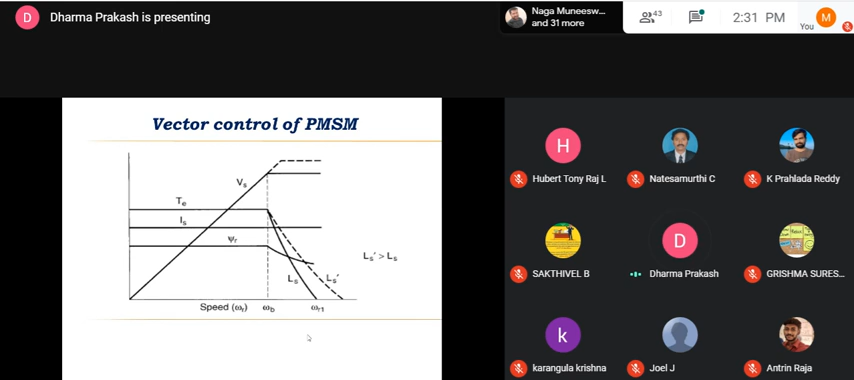 D Dharma Prakash is presenting
Naga Muneesw...
and 31 more
43
2:31 PM
You
M
Vector control of PMSM
Vs
Te
Is
ψr
Ls' > Ls
Ls
Ls'
Speed (ωr)
ωb
ωr1
H
Hubert Tony Raj L
Natesamurthi C
K Prahlada Reddy
SAKTHIVEL B
D
Dharma Prakash
GRISHMA SURES...
k
karangula krishna
Joel J
Antrin Raja